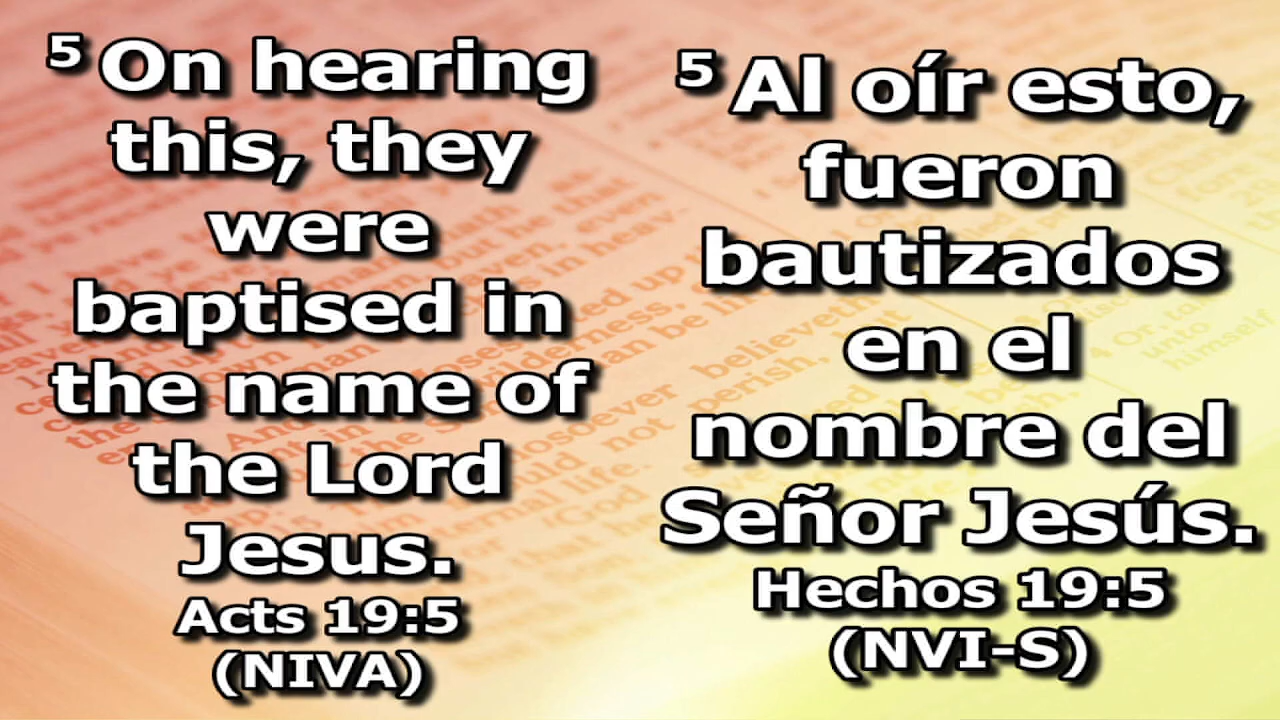 5 On hearing
this, they
were
baptised in
the name of
the Lord
Jesus.
Acts 19:5
(NIVA)
5 Al oír esto,
fueron
bautizados
en el
nombre del
Señor Jesús.
Hechos 19:5
(NVI-S)